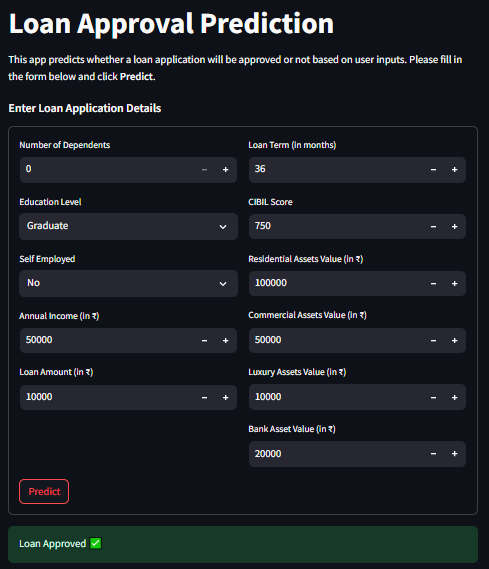 Loan Approval Prediction
This app predicts whether a loan application will be approved or not based on user inputs. Please fill in
the form below and click Predict.
Enter Loan Application Details
Number of Dependents
0
Education Level
Graduate
Self Employed
No
Annual Income (in ₹)
50000
Loan Amount (in ₹)
10000
Loan Term (in months)
36
CIBIL Score
750
Residential Assets Value (in ₹)
100000
Commercial Assets Value (in ₹)
50000
Luxury Assets Value (in ₹)
10000
Bank Asset Value (in ₹)
20000
Predict
Loan Approved ✅